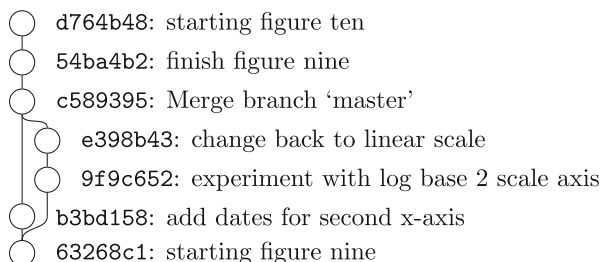 d764b48: starting figure ten
54ba4b2: finish figure nine
c589395: Merge branch ‘master’
e398b43: change back to linear scale
9f9c652: experiment with log base 2 scale axis
b3bd158: add dates for second x-axis
63268c1: starting figure nine